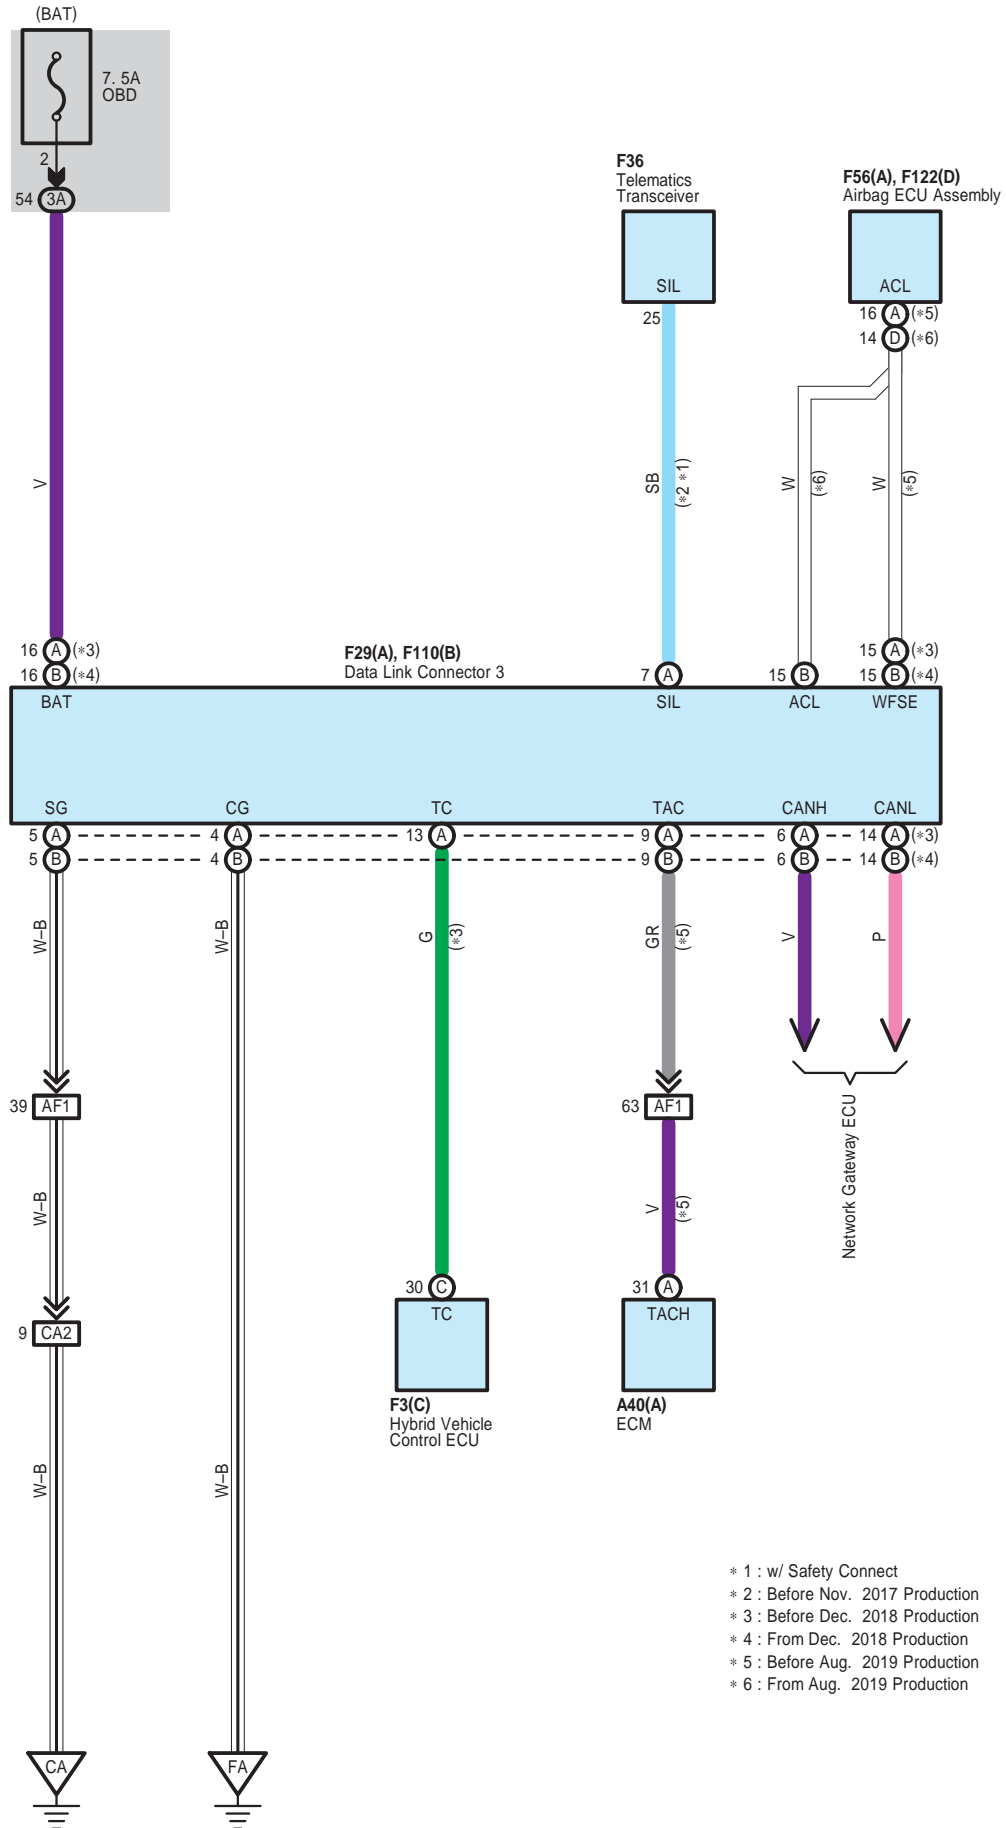 (BAT)
7. 5A
OBD
2
54 3A
F36
Telematics
Transceiver
SIL
25
F56(A), F122(D)
Airbag ECU Assembly
ACL
16 A (*5)
14 D (*6)
V
SB
(*2 *1)
W
(*6)
W
(*5)
16 A (*3)
16 B (*4)
F29(A), F110(B)
Data Link Connector 3
7 A
15 B
15 A (*3)
15 B (*4)
BAT SIL ACL WFSE
SG CG TC TAC CANH CANL
5 A 4 A 13 A 9 A 6 A 14 A (*3)
5 B 4 B 9 B 6 B 14 B (*4)
W–B
W–B
G
(*3)
GR
(*5)
V
P
39 AF1
63 AF1
Network Gateway ECU
W–B
V
(*5)
30 C
TC
31 A
TACH
9 CA2
F3(C)
Hybrid Vehicle
Control ECU
A40(A)
ECM
W–B
W–B
* 1 : w/ Safety Connect
* 2 : Before Nov. 2017 Production
* 3 : Before Dec. 2018 Production
* 4 : From Dec. 2018 Production
* 5 : Before Aug. 2019 Production
* 6 : From Aug. 2019 Production
CA
FA